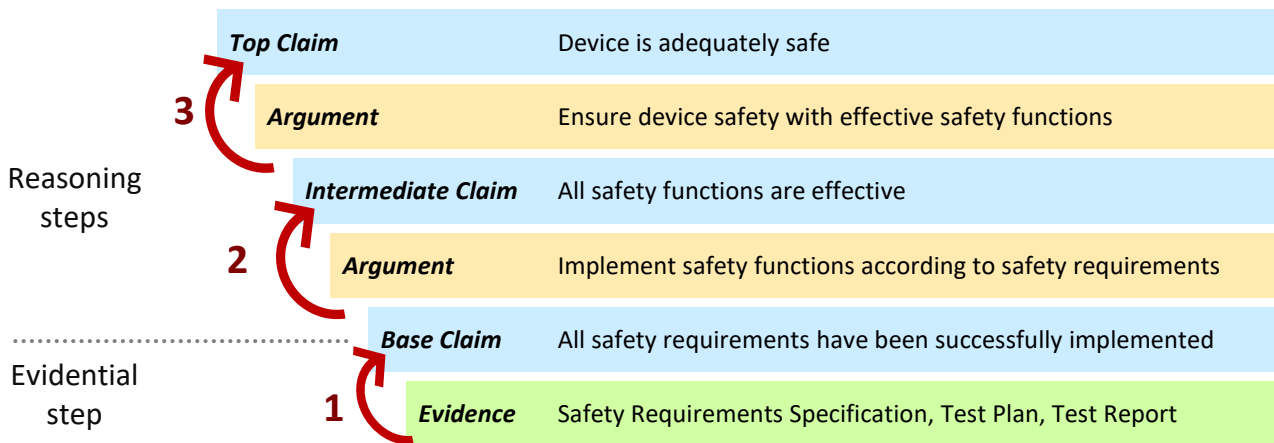 Top Claim Device is adequately safe
3
Argument Ensure device safety with effective safety functions
Reasoning
steps
Intermediate Claim All safety functions are effective
2
Argument Implement safety functions according to safety requirements
Base Claim All safety requirements have been successfully implemented
Evidential
step
1
Evidence Safety Requirements Specification, Test Plan, Test Report